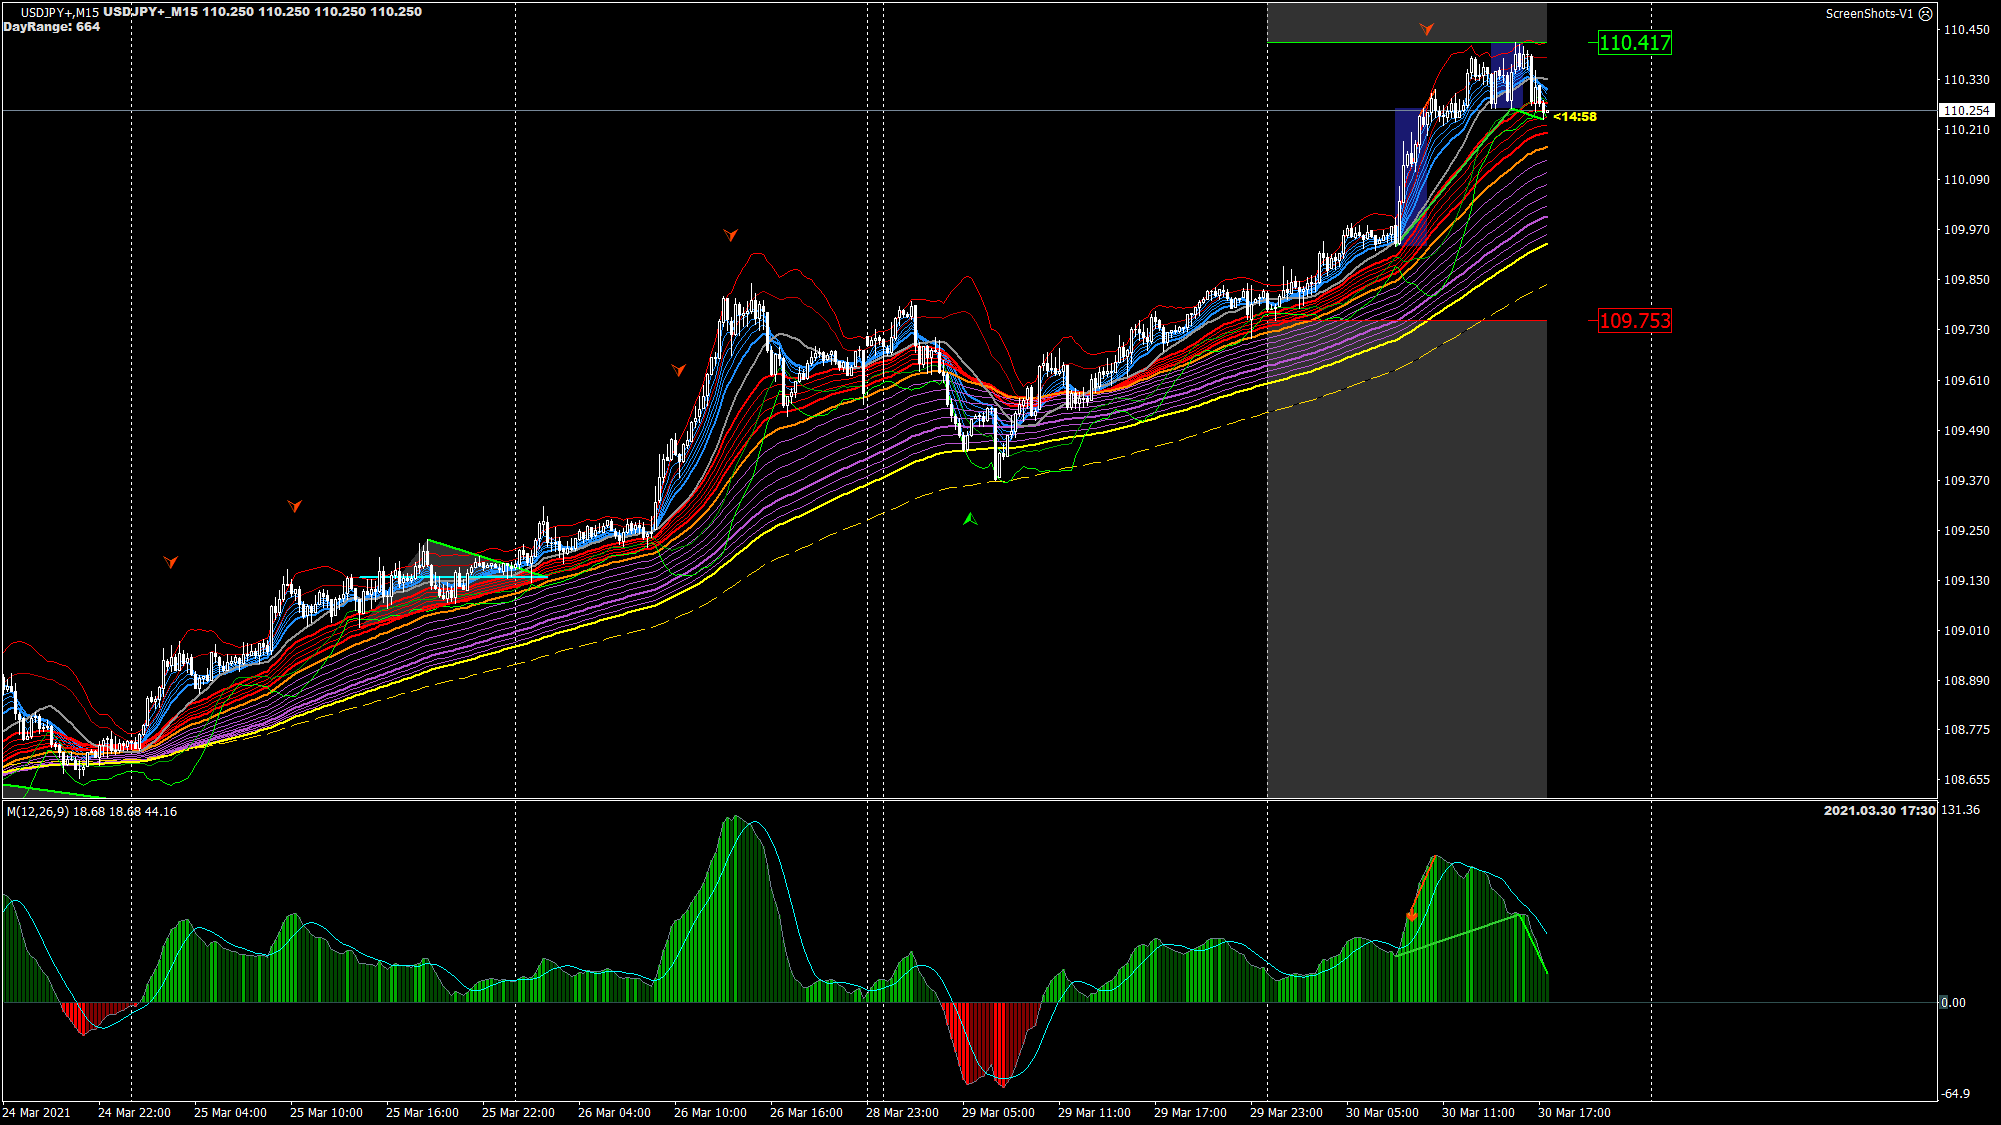 USDJPY+,M15 USDJPY+_M15 110.250 110.250 110.250 110.250
DayRange: 664
ScreenShots-V1
110.450
110.417
110.330
110.254
<14:58
110.210
110.090
109.970
109.850
109.753
109.730
109.610
109.490
109.370
109.250
109.130
109.010
108.890
108.775
108.655
M(12,26,9) 18.68 18.68 44.16
2021.03.30 17:30
131.36
0.00
-64.9
24 Mar 2021
24 Mar 22:00
25 Mar 04:00
25 Mar 10:00
25 Mar 16:00
25 Mar 22:00
26 Mar 04:00
26 Mar 10:00
26 Mar 16:00
28 Mar 23:00
29 Mar 05:00
29 Mar 11:00
29 Mar 17:00
29 Mar 23:00
30 Mar 05:00
30 Mar 11:00
30 Mar 17:00